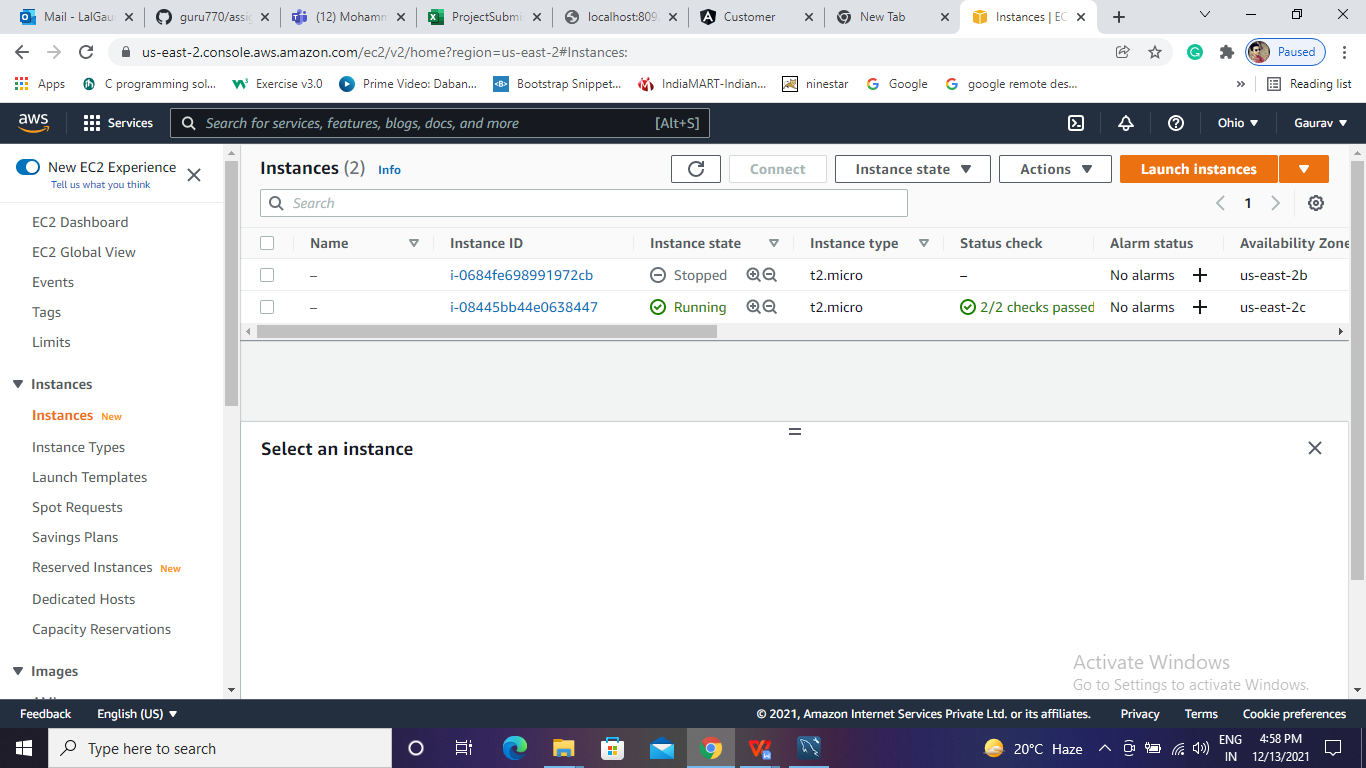 Mail - LalGau
guru770/assig
(12) Mohamm
ProjectSubmi
localhost:809
Customer
New Tab
Instances | EC
us-east-2.console.aws.amazon.com/ec2/v2/home?region=us-east-2#Instances:
Paused
Apps
C programming sol...
Exercise v3.0
Prime Video: Daban...
Bootstrap Snippet...
IndiaMART-Indian...
ninestar
Google
google remote des...
»
Reading list
aws
Services
Search for services, features, blogs, docs, and more
[Alt+S]
Ohio
Gaurav
New EC2 Experience
Tell us what you think
EC2 Dashboard
EC2 Global View
Events
Tags
Limits
Instances
Instances New
Instance Types
Launch Templates
Spot Requests
Savings Plans
Reserved Instances New
Dedicated Hosts
Capacity Reservations
Images
Instances (2) Info
Connect
Instance state
Actions
Launch instances
Search
1
Name Instance ID Instance state Instance type Status check Alarm status Availability Zone
– i-0684fe698991972cb Stopped t2.micro – No alarms + us-east-2b
– i-08445bb44e0638447 Running t2.micro 2/2 checks passed No alarms + us-east-2c
Select an instance
Activate Windows
Go to Settings to activate Windows.
Feedback
English (US)
© 2021, Amazon Internet Services Private Ltd. or its affiliates.
Privacy
Terms
Cookie preferences
Type here to search
20°C Haze
ENG
IN
4:58 PM
12/13/2021